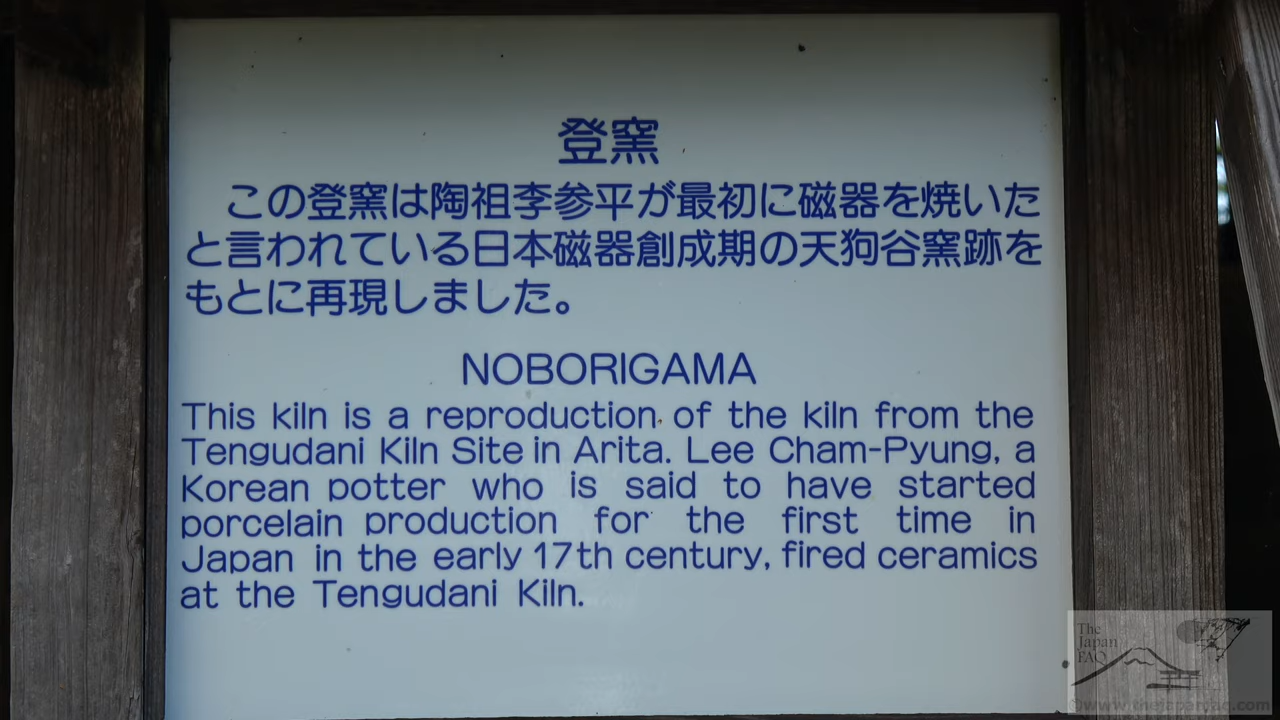 登窯
この登窯は陶祖李参平が最初に磁器を焼いた
と言われている日本磁器創成期の天狗谷窯跡を
もとに再現しました。
NOBORIGAMA
This kiln is a reproduction of the kiln from the
Tengudani Kiln Site in Arita. Lee Cham-Pyung, a
Korean potter who is said to have started
porcelain production for the first time in
Japan in the early 17th century, fired ceramics
at the Tengudani Kiln.
The
Japan
FAQ
©www.thejapanfaq.com